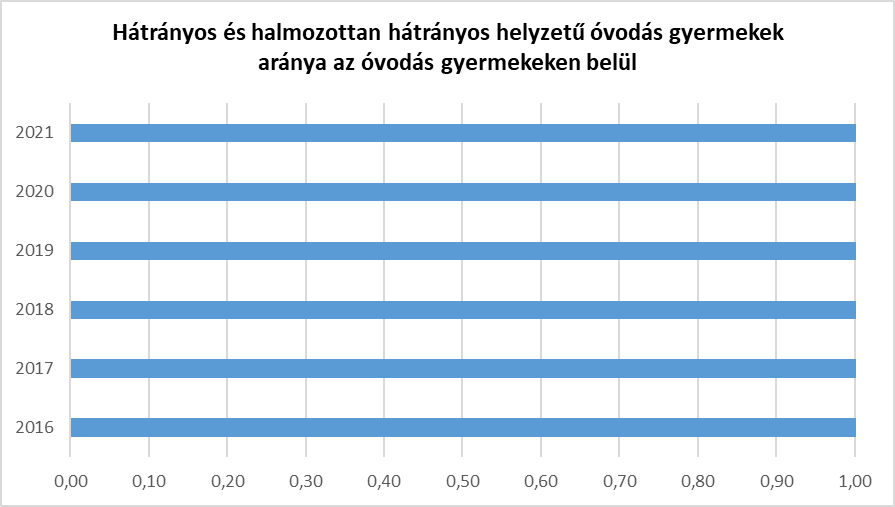 Hátrányos és halmozottan hátrányos helyzetű óvodás gyermekek
aránya az óvodás gyermekeken belül
2021
2020
2019
2018
2017
2016
0,00 0,10 0,20 0,30 0,40 0,50 0,60 0,70 0,80 0,90 1,00